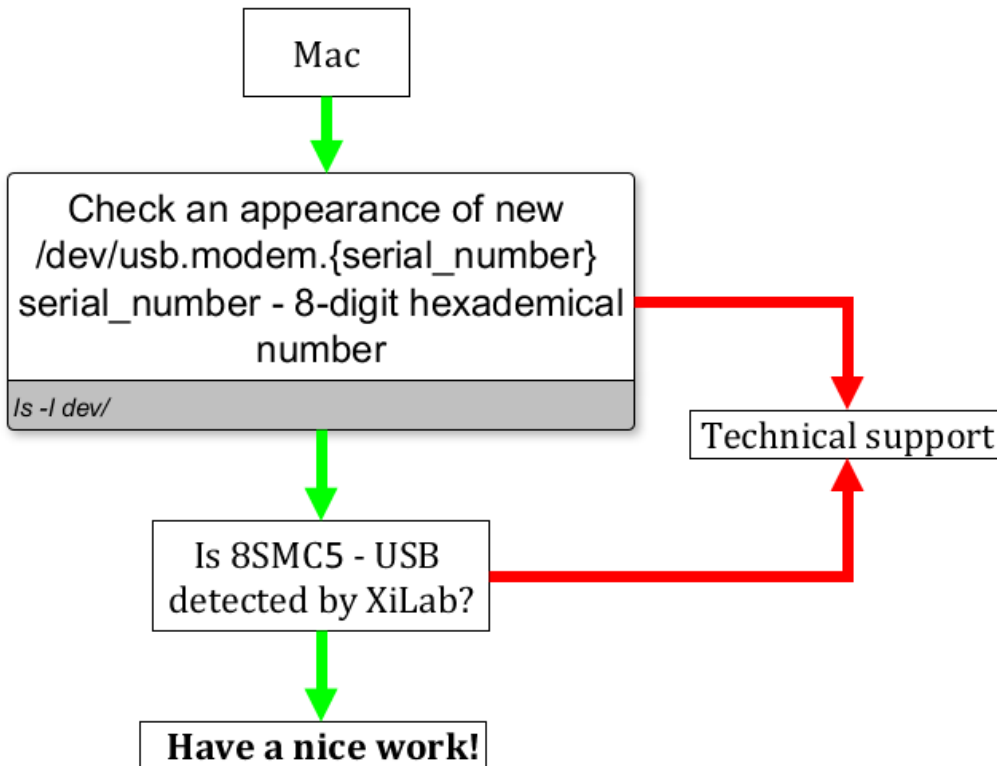 Mac
Check an appearance of new
/dev/usb.modem.{serial_number}
serial_number - 8-digit hexademical
number
ls -l dev/
Technical support
Is 8SMC5 - USB
detected by XiLab?
Have a nice work!